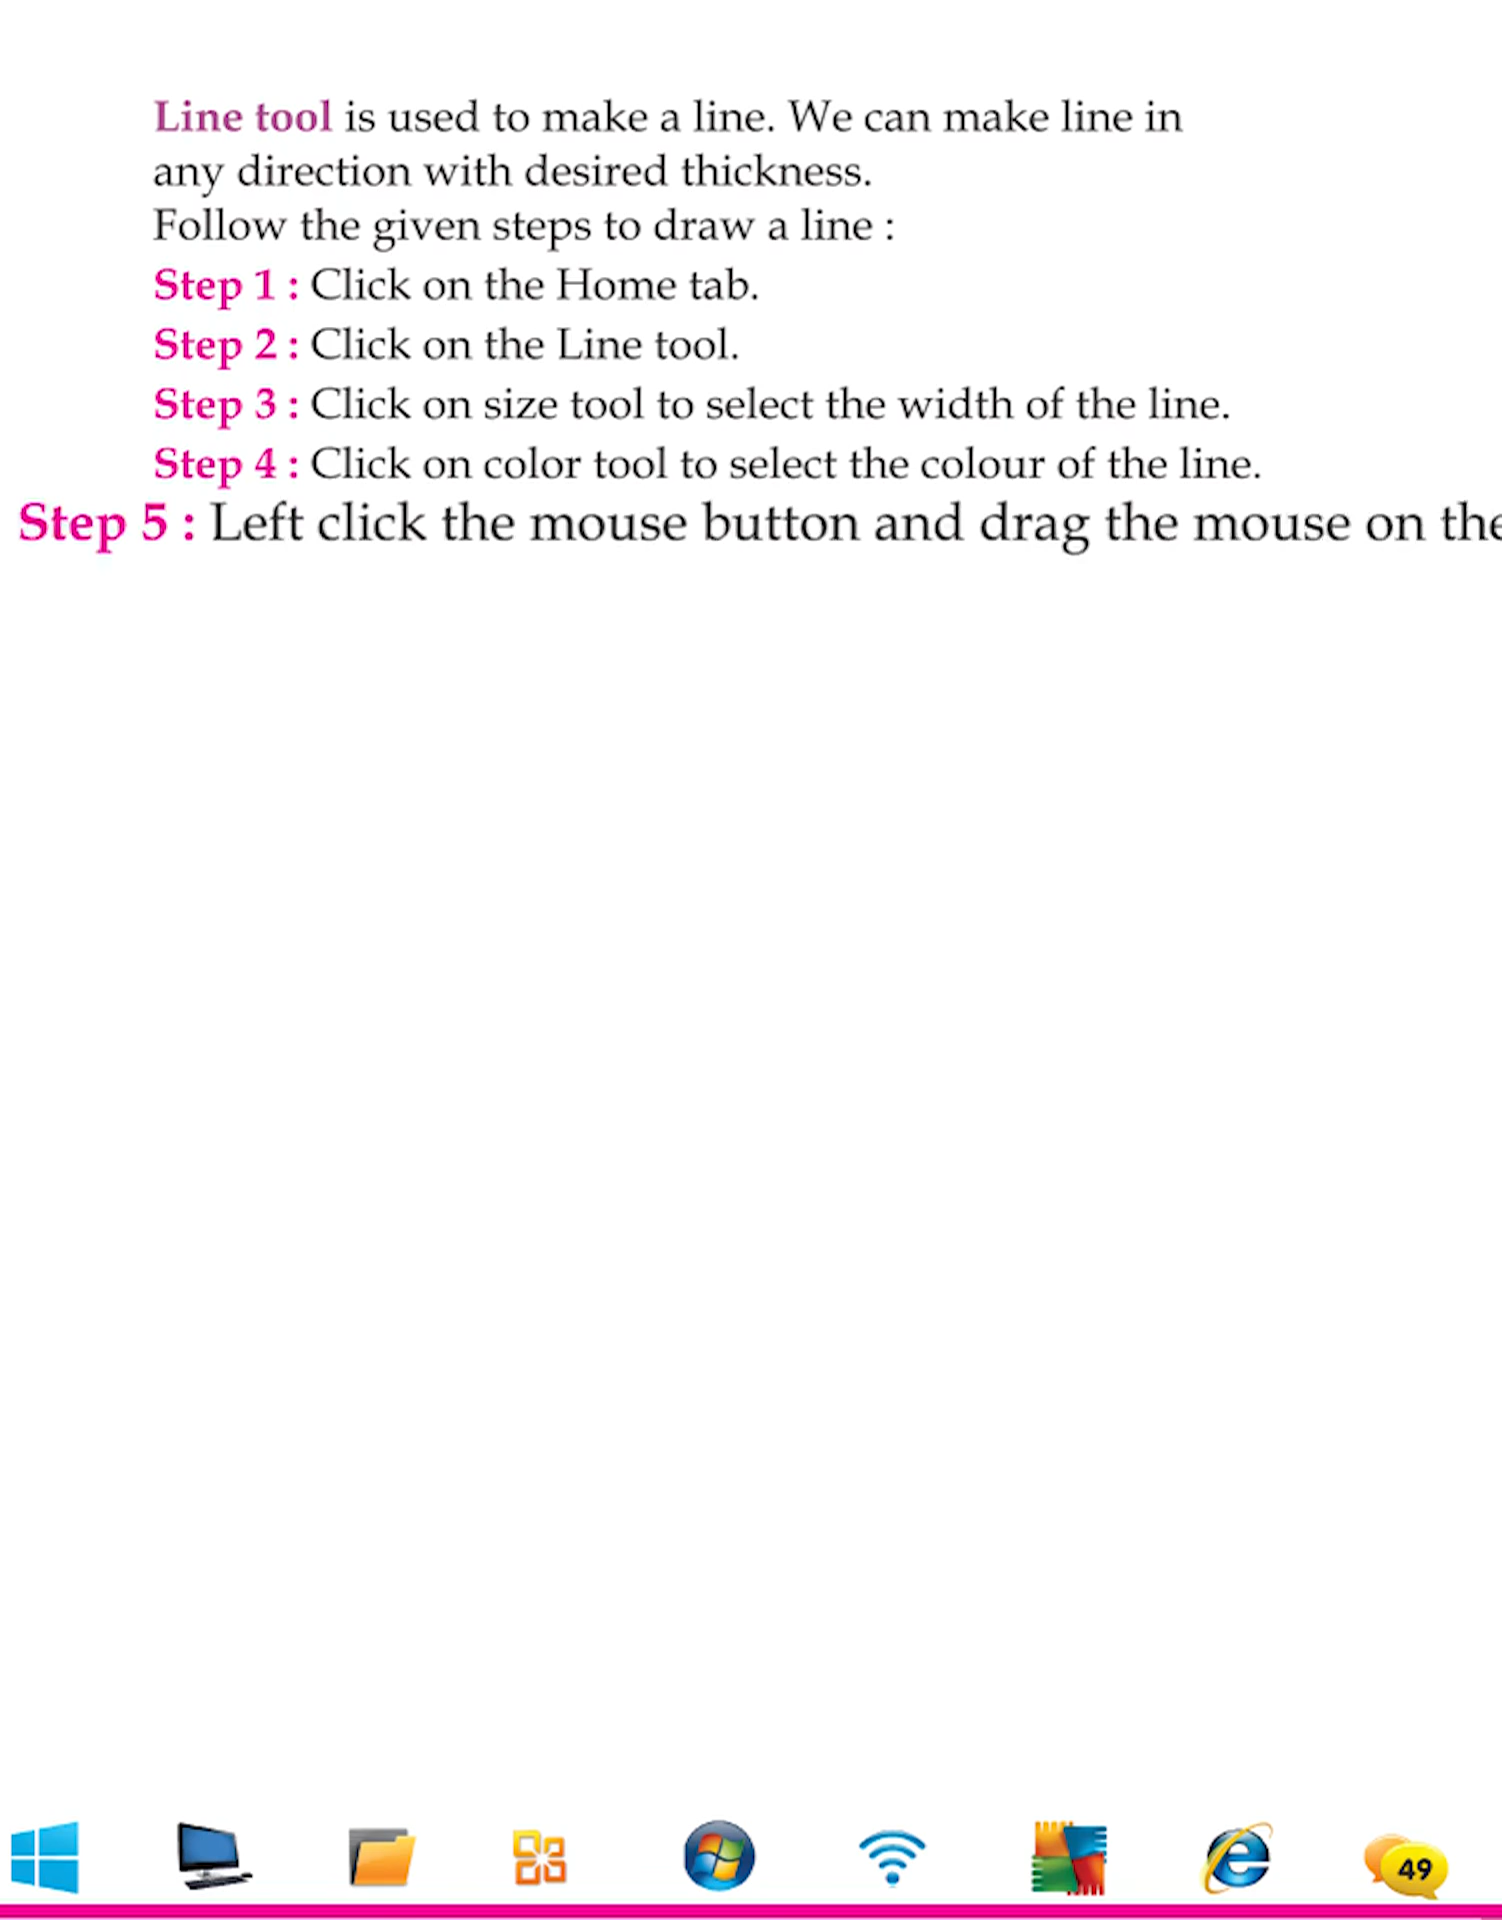 Line tool is used to make a line. We can make line in
any direction with desired thickness.
Follow the given steps to draw a line :
Step 1 : Click on the Home tab.
Step 2 : Click on the Line tool.
Step 3 : Click on size tool to select the width of the line.
Step 4 : Click on color tool to select the colour of the line.
Step 5 : Left click the mouse button and drag the mouse on the
49